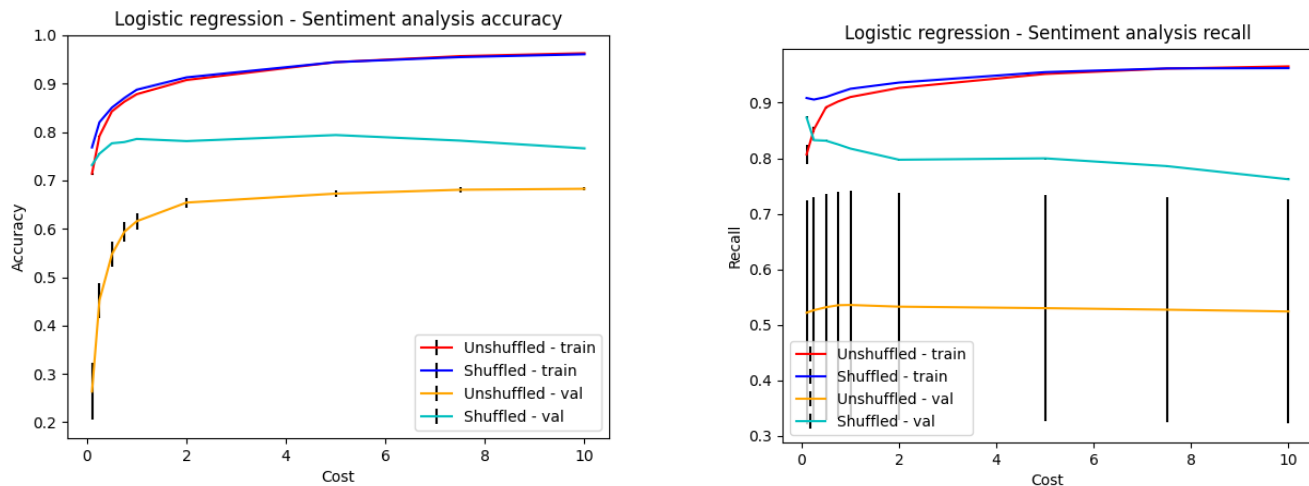 Logistic regression - Sentiment analysis accuracy
1.0
0.9
0.8
0.7
0.6
0.5
0.4
0.3
0.2
Accuracy
0
2
4
6
8
10
Cost
Unshuffled - train
Shuffled - train
Unshuffled - val
Shuffled - val
Logistic regression - Sentiment analysis recall
0.9
0.8
0.7
0.6
0.5
0.4
0.3
Recall
0
2
4
6
8
10
Cost
Unshuffled - train
Shuffled - train
Unshuffled - val
Shuffled - val